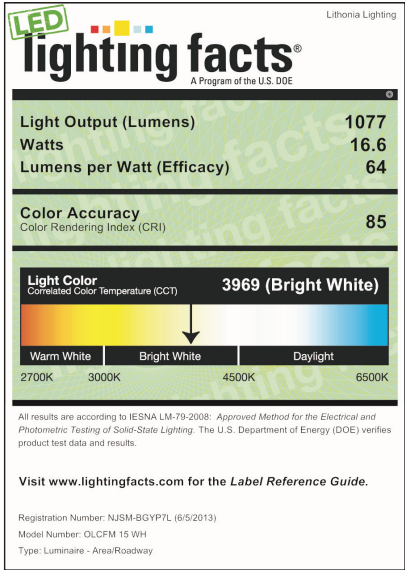 Lithonia Lighting
LED
lighting facts®
A Program of the U.S. DOE
Light Output (Lumens) 1077
Watts 16.6
Lumens per Watt (Efficacy) 64
Color Accuracy
Color Rendering Index (CRI) 85
Light Color
Correlated Color Temperature (CCT) 3969 (Bright White)
Warm White Bright White Daylight
2700K 3000K 4500K 6500K
All results are according to IESNA LM-79-2008: Approved Method for the Electrical and
Photometric Testing of Solid-State Lighting. The U.S. Department of Energy (DOE) verifies
product test data and results.
Visit www.lightingfacts.com for the Label Reference Guide.
Registration Number: NJSM-BGYP7L (6/5/2013)
Model Number: OLCFM 15 WH
Type: Luminaire - Area/Roadway